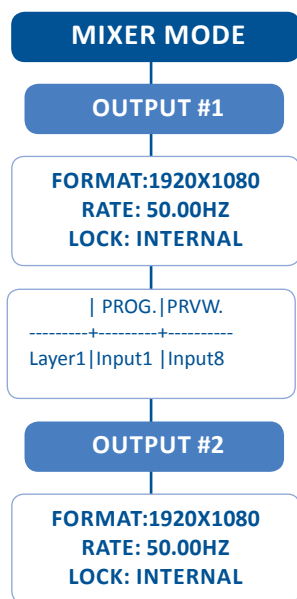 MIXER MODE
OUTPUT #1
FORMAT:1920X1080
RATE: 50.00HZ
LOCK: INTERNAL
| PROG.|PRVW.
---------+---------+----------
Layer1|Input1 |Input8
OUTPUT #2
FORMAT:1920X1080
RATE: 50.00HZ
LOCK: INTERNAL